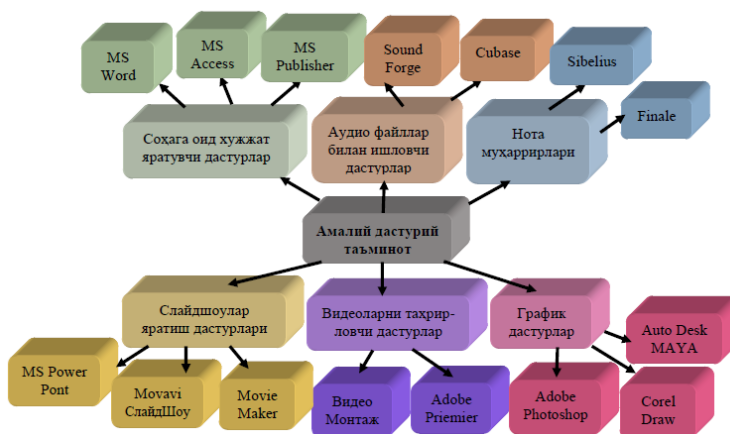 MS
Word
MS
Access
MS
Publisher
Sound
Forge
Cubase
Sibelius
Finale
Соҳага оид хужжат
яратувчи дастурлар
Аудио файллар
билан ишловчи
дастурлар
Нота
муҳаррирлари
Амалий дастурий
таъминот
Слайдшоулар
яратиш дастурлари
Видеоларни таҳрир-
ловчи дастурлар
График
дастурлар
Auto Desk
MAYA
MS Power
Pont
Movavi
СлайдШоу
Movie
Maker
Видео
Монтаж
Adobe
Priemier
Adobe
Photoshop
Corel
Draw